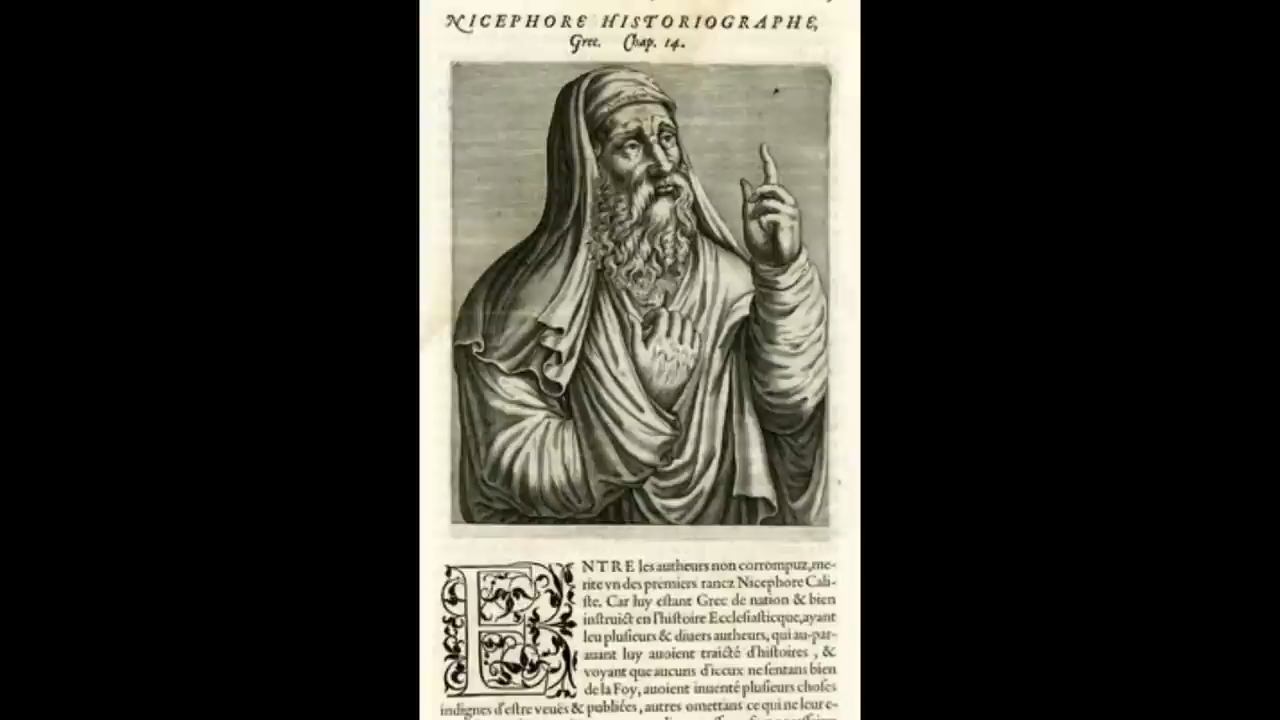 NICEPHORE HISTORIOGRAPHE,
Grec. Chap. 14.
ENTRE les autheurs non corrompuz, me-
rite vn des premiers rancz Nicephore Cali-
ste. Car luy estant Grec de nation & bien
instruict en l'histoire Ecclesiasticque, ayant
leu plusieurs & diuers autheurs, qui au-par-
auant luy auoient traicté d'histoires, &
voyant que aucuns d'iceux ne sentans bien
de la Foy, auoient inuenté plusieurs choses
indignes d'estre veuës & publiées, autres omettans ce qui ne leur e-